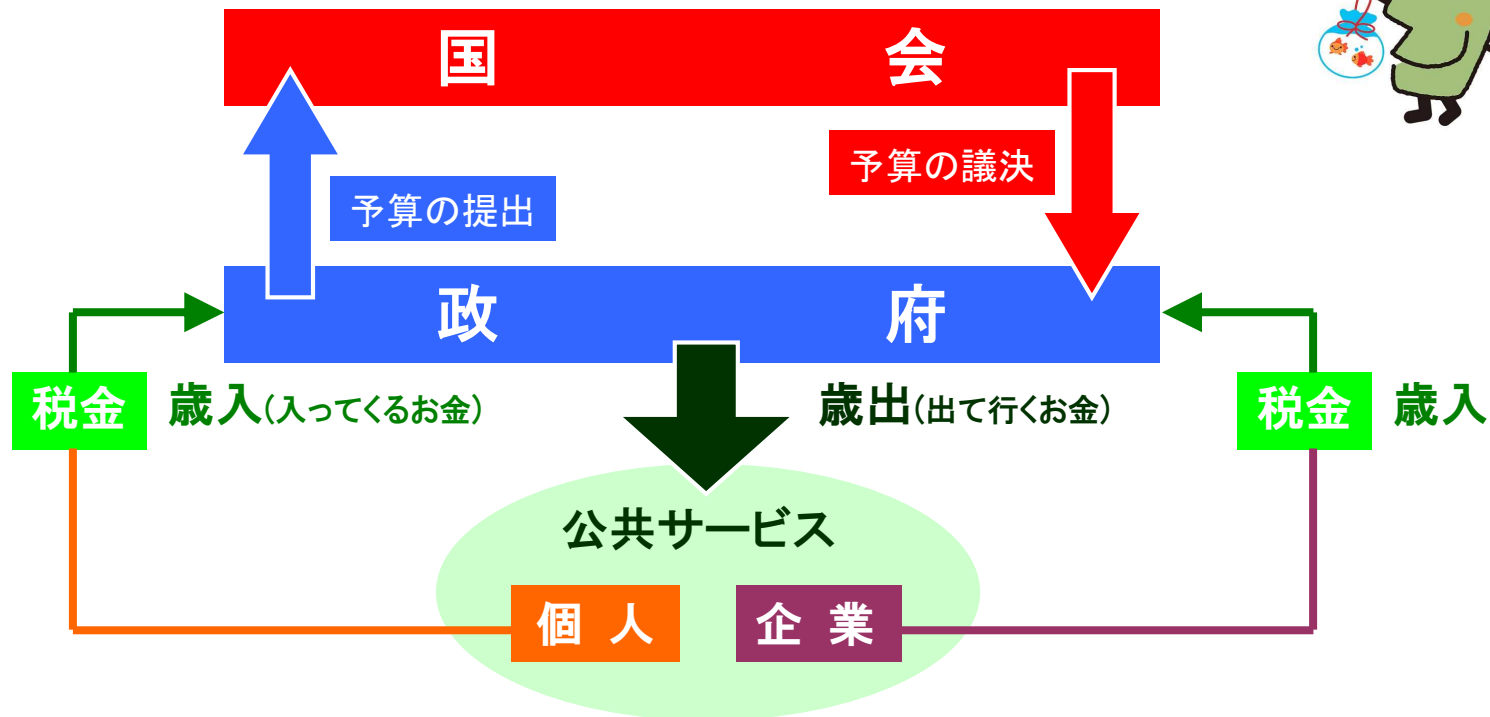 国会
予算の議決
予算の提出
政府
税金
歳入(入ってくるお金)
歳出(出て行くお金)
税金
歳入
公共サービス
個人
企業